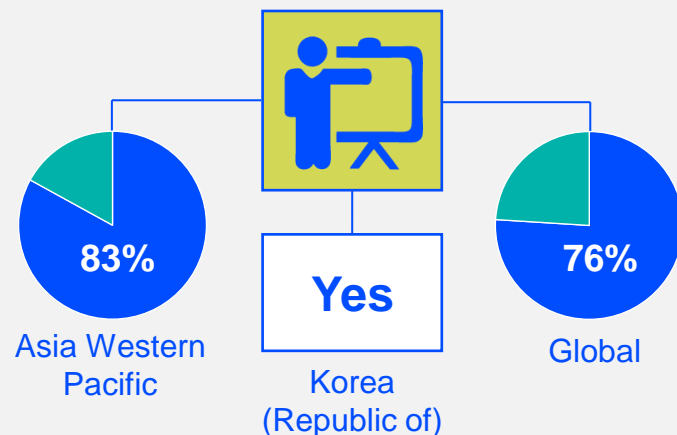 83%
Asia Western
Pacific
Yes
Korea
(Republic of)
76%
Global